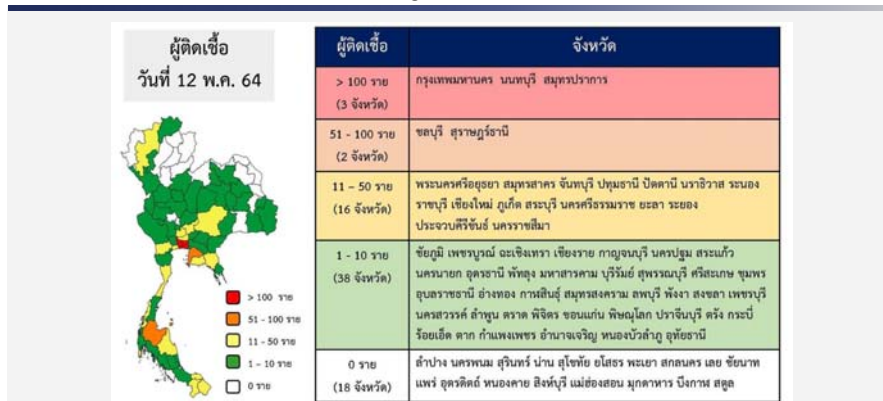 ผู้ติดเชื้อ
วันที่ 12 พ.ค. 64
ผู้ติดเชื้อ จังหวัด
> 100 ราย
(3 จังหวัด)
กรุงเทพมหานคร นนทบุรี สมุทรปราการ
51 - 100 ราย
(2 จังหวัด)
ชลบุรี สุราษฎร์ธานี
11 – 50 ราย
(16 จังหวัด)
พระนครศรีอยุธยา สมุทรสาคร จันทบุรี ปทุมธานี ปัตตานี นราธิวาส ระนอง
ราชบุรี เชียงใหม่ ภูเก็ต สระบุรี นครศรีธรรมราช ยะลา ระยอง
ประจวบคีรีขันธ์ นครราชสีมา
1 - 10 ราย
(38 จังหวัด)
ชัยภูมิ เพชรบูรณ์ ฉะเชิงเทรา เชียงราย กาญจนบุรี นครปฐม สระแก้ว
นครนายก อุดรธานี พัทลุง มหาสารคาม บุรีรัมย์ สุพรรณบุรี ศรีสะเกษ ชุมพร
อุบลราชธานี อ่างทอง กาฬสินธุ์ สมุทรสงคราม ลพบุรี พังงา สงขลา เพชรบุรี
นครสวรรค์ ลำพูน ตราด พิจิตร ขอนแก่น พิษณุโลก ปราจีนบุรี ตรัง กระบี่
ร้อยเอ็ด ตาก กำแพงเพชร อำนาจเจริญ หนองบัวลำภู อุทัยธานี
0 ราย
(18 จังหวัด)
ลำปาง นครพนม สุรินทร์ น่าน สุโขทัย ยโสธร พะเยา สกลนคร เลย ชัยนาท
แพร่ อุตรดิตถ์ หนองคาย สิงห์บุรี แม่ฮ่องสอน มุกดาหาร บึงกาฬ สตูล
> 100 ราย
51 - 100 ราย
11 - 50 ราย
1 – 10 ราย
0 ราย